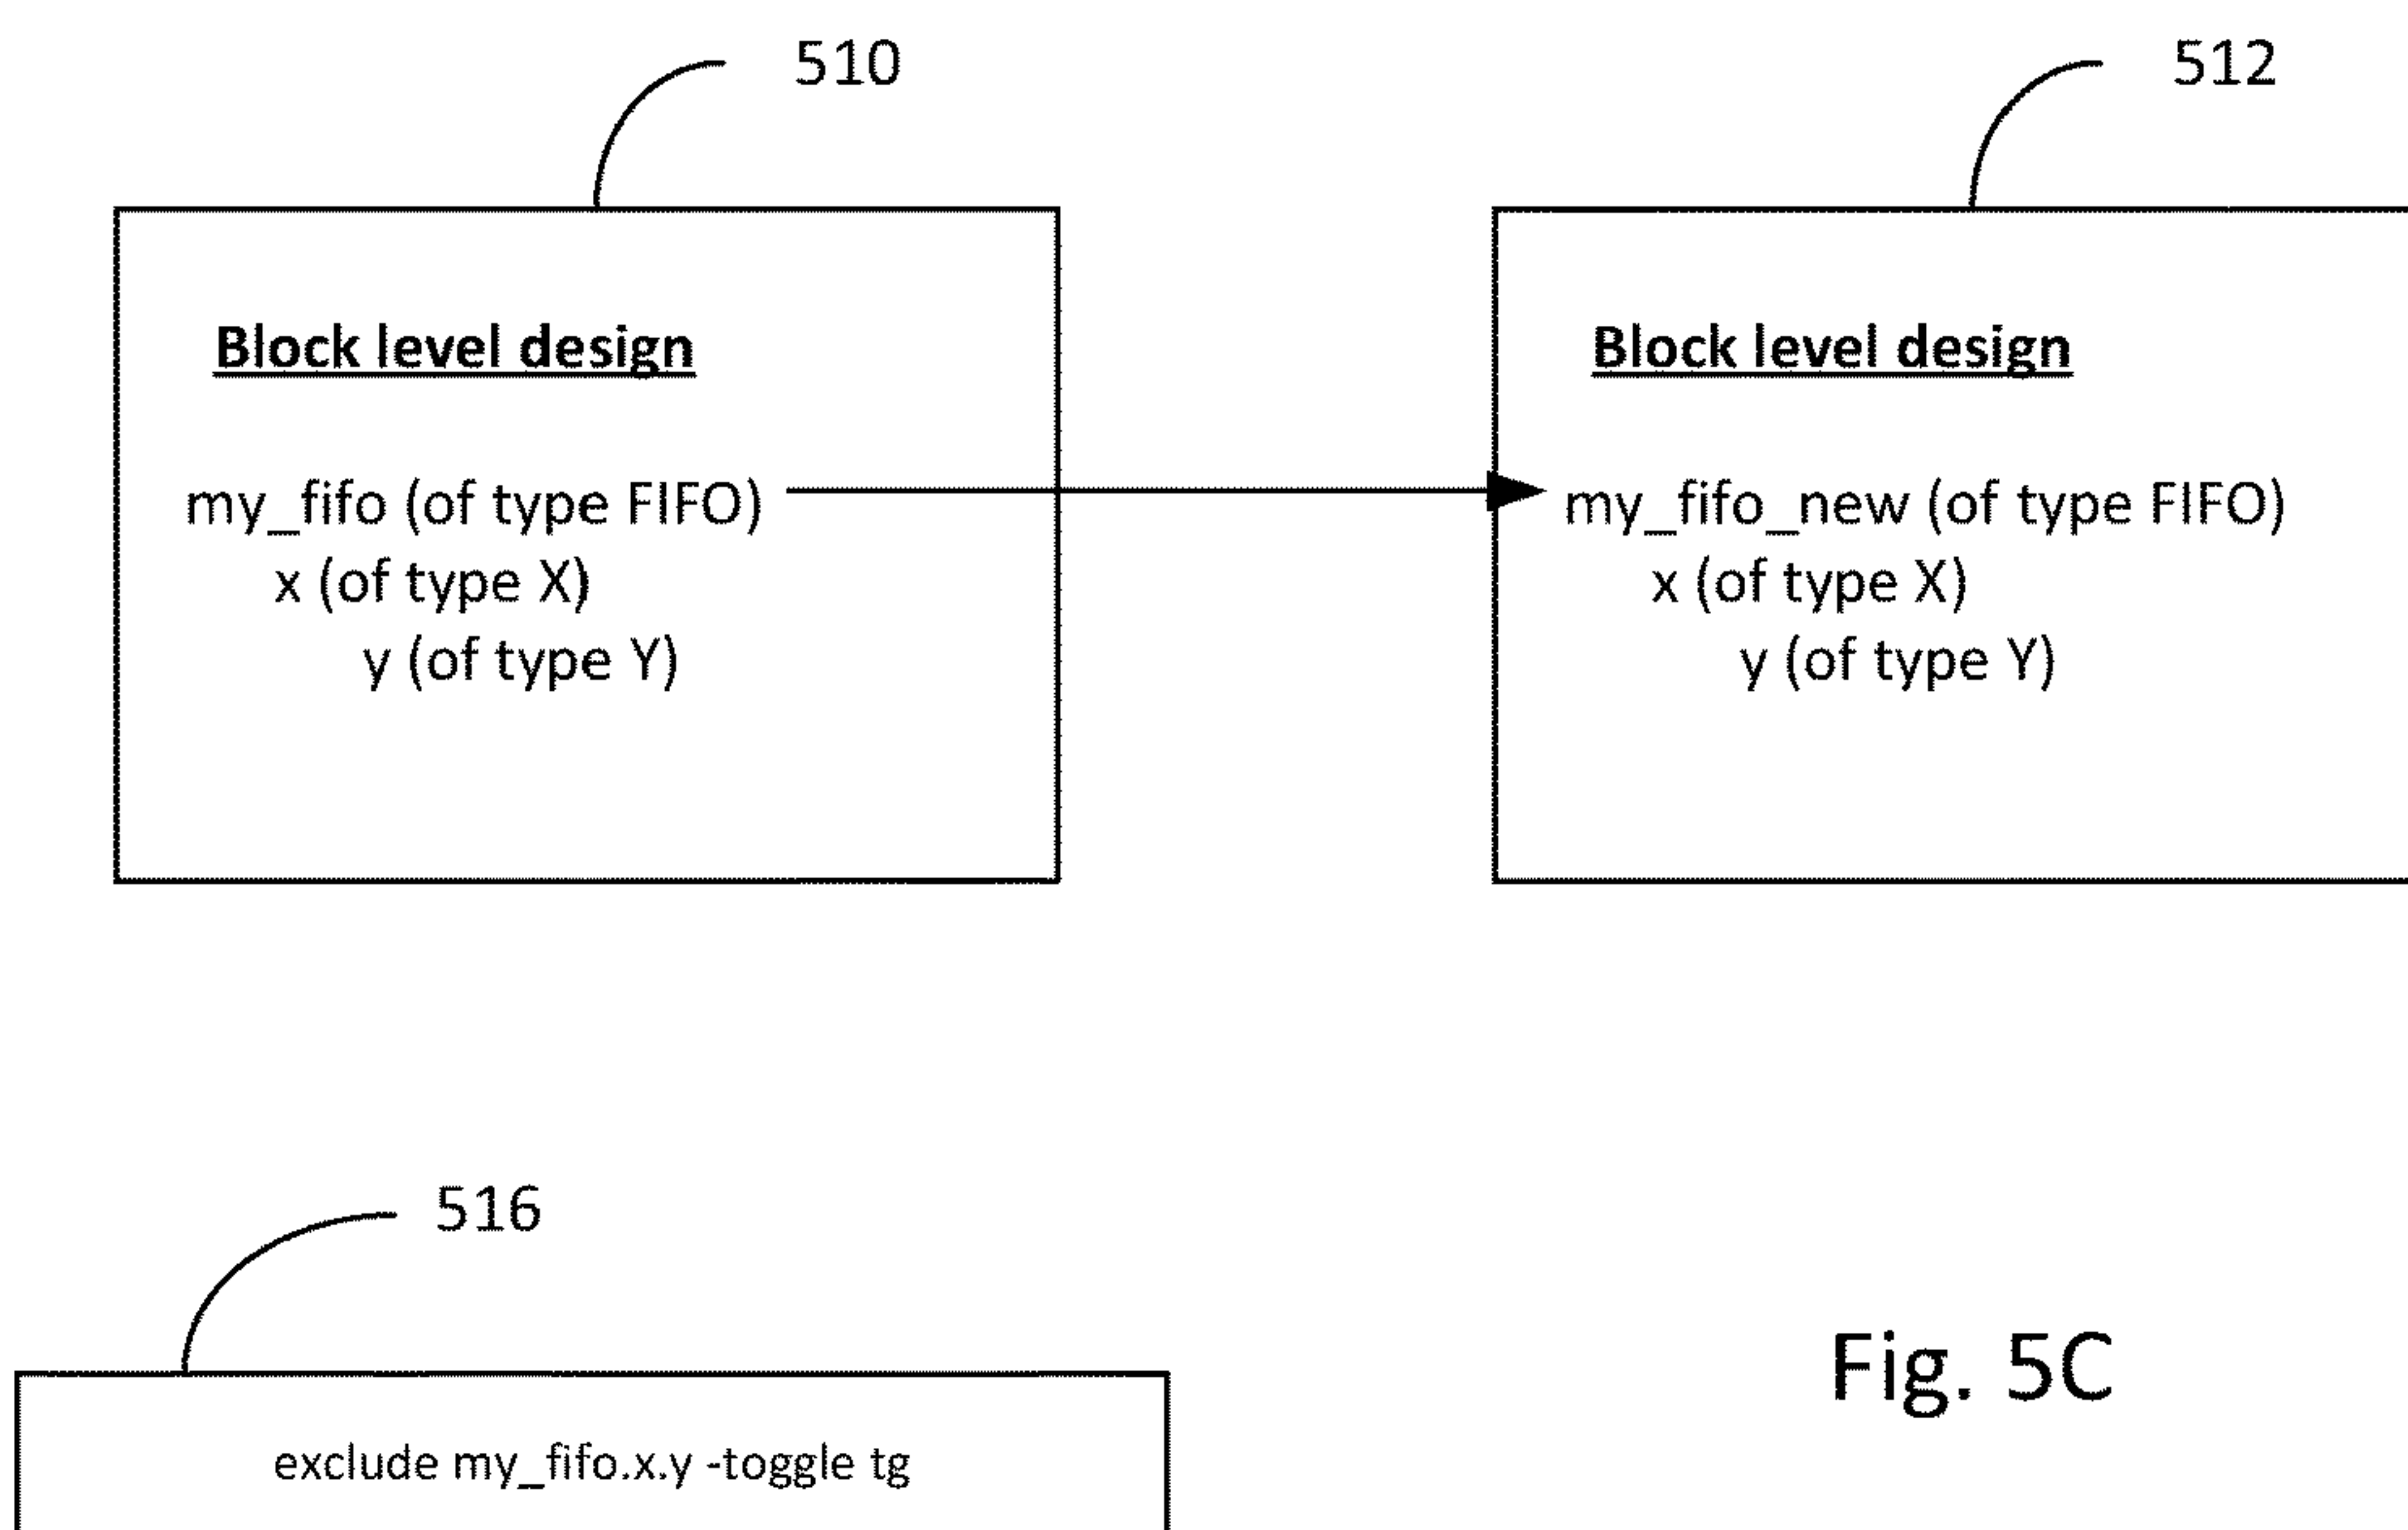 510
Block level design
my_fifo (of type FIFO)
x (of type X)
y (of type Y)
512
Block level design
my_fifo_new (of type FIFO)
x (of type X)
y (of type Y)
516
exclude my_fifo.x.y -toggle tg
Fig. 5C